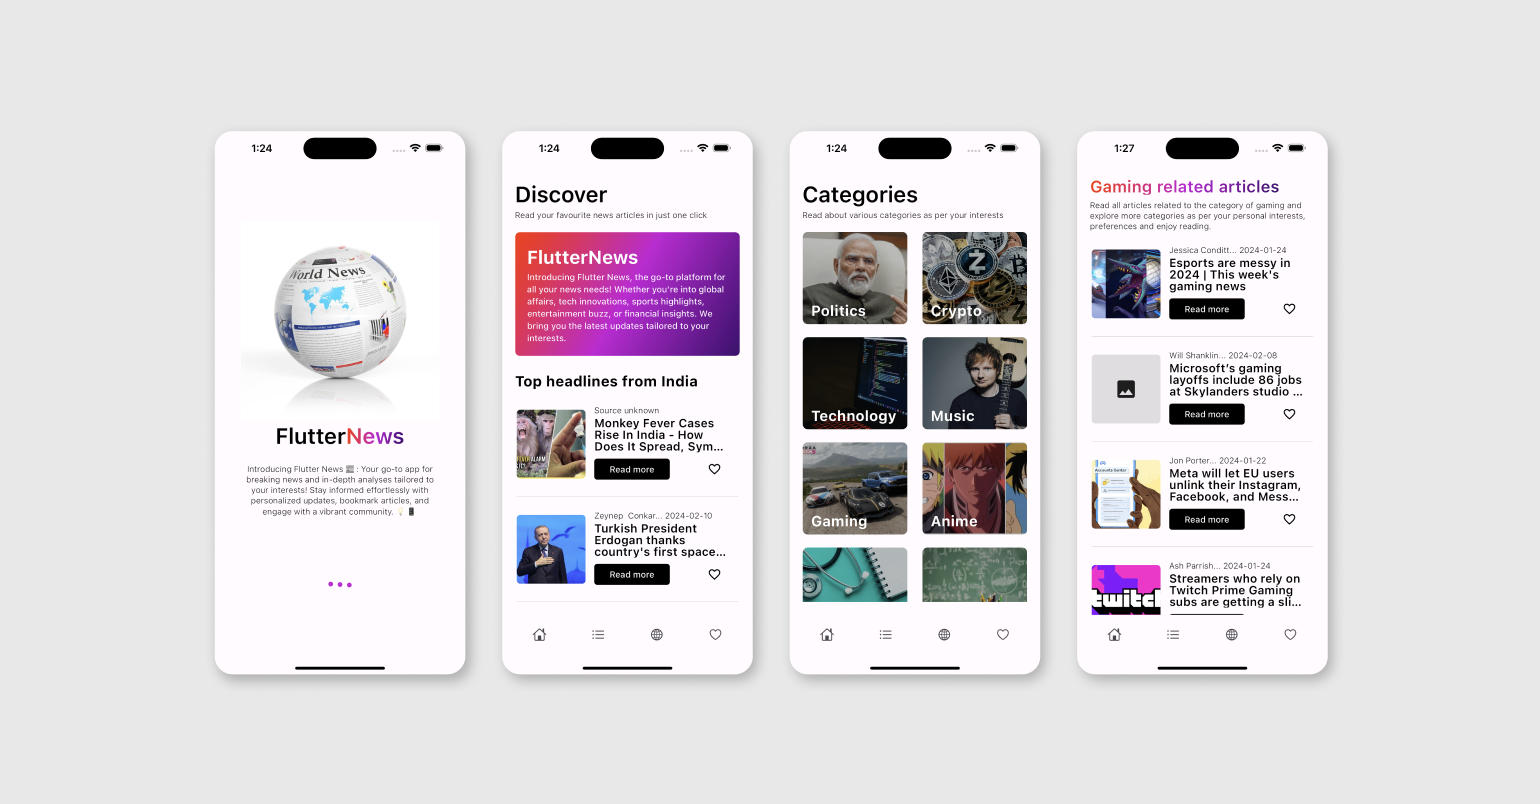 1:24
World News
FlutterNews
Introducing Flutter News 📰 : Your go-to app for
breaking news and in-depth analyses tailored to
your interests! Stay informed effortlessly with
personalized updates, bookmark articles, and
engage with a vibrant community. 💡 📱
1:24
Discover
Read your favourite news articles in just one click
FlutterNews
Introducing Flutter News, the go-to platform for
all your news needs! Whether you're into global
affairs, tech innovations, sports highlights,
entertainment buzz, or financial insights. We
bring you the latest updates tailored to your
interests.
Top headlines from India
Source unknown
Monkey Fever Cases
Rise In India - How
Does It Spread, Sym...
Read more
Zeynep Conkar... 2024-02-10
Turkish President
Erdogan thanks
country's first space...
Read more
1:24
Categories
Read about various categories as per your interests
Politics
Crypto
Technology
Music
Gaming
Anime
1:27
Gaming related articles
Read all articles related to the category of gaming and
explore more categories as per your personal interests,
preferences and enjoy reading.
Jessica Conditt... 2024-01-24
Esports are messy in
2024 | This week's
gaming news
Read more
Will Shanklin... 2024-02-08
Microsoft's gaming
layoffs include 86 jobs
at Skylanders studio ...
Read more
Accounts Center
Jon Porter... 2024-01-22
Meta will let EU users
unlink their Instagram,
Facebook, and Mess...
Read more
twitch
Ash Parrish... 2024-01-24
Streamers who rely on
Twitch Prime Gaming
subs are getting a sli...